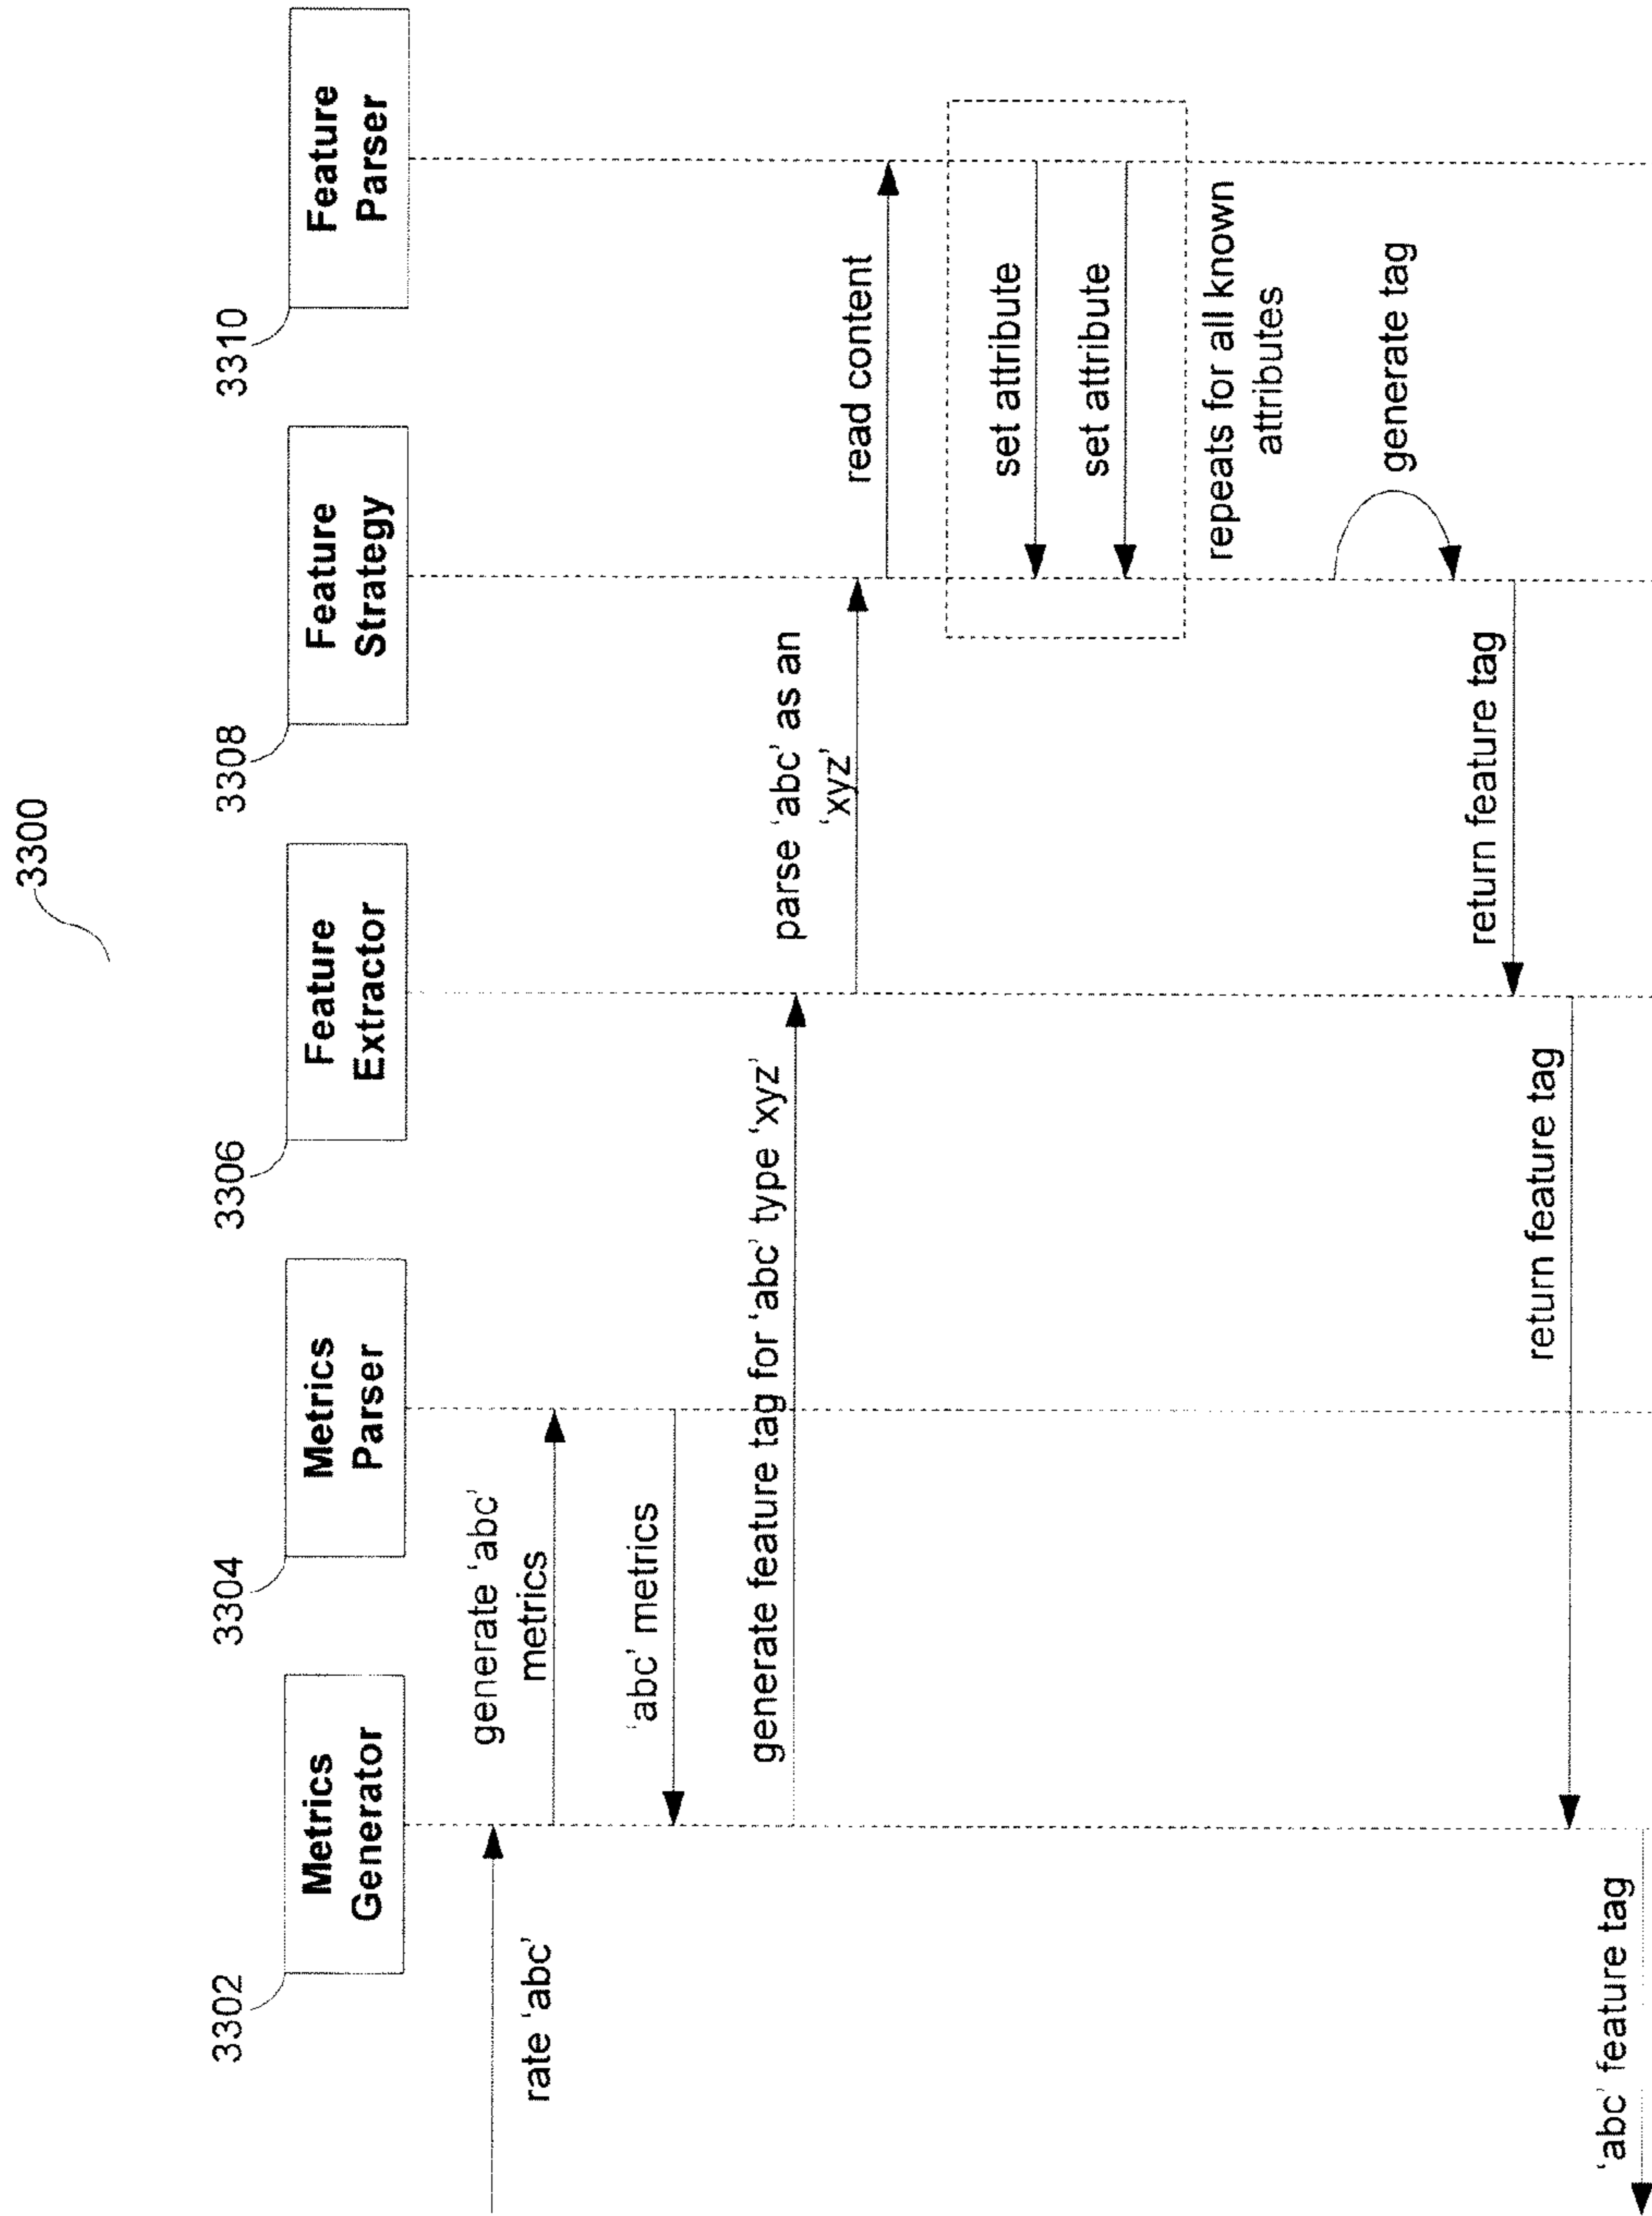 3300
3302
Metrics
Generator
3304
Metrics
Parser
3306
Feature
Extractor
3308
Feature
Strategy
3310
Feature
Parser
rate ‘abc’
generate ‘abc’
metrics
‘abc’ metrics
generate feature tag for ‘abc’ type ‘xyz’
parse ‘abc’ as an
‘xyz’
read content
set attribute
set attribute
repeats for all known
attributes
generate tag
return feature tag
return feature tag
‘abc’ feature tag